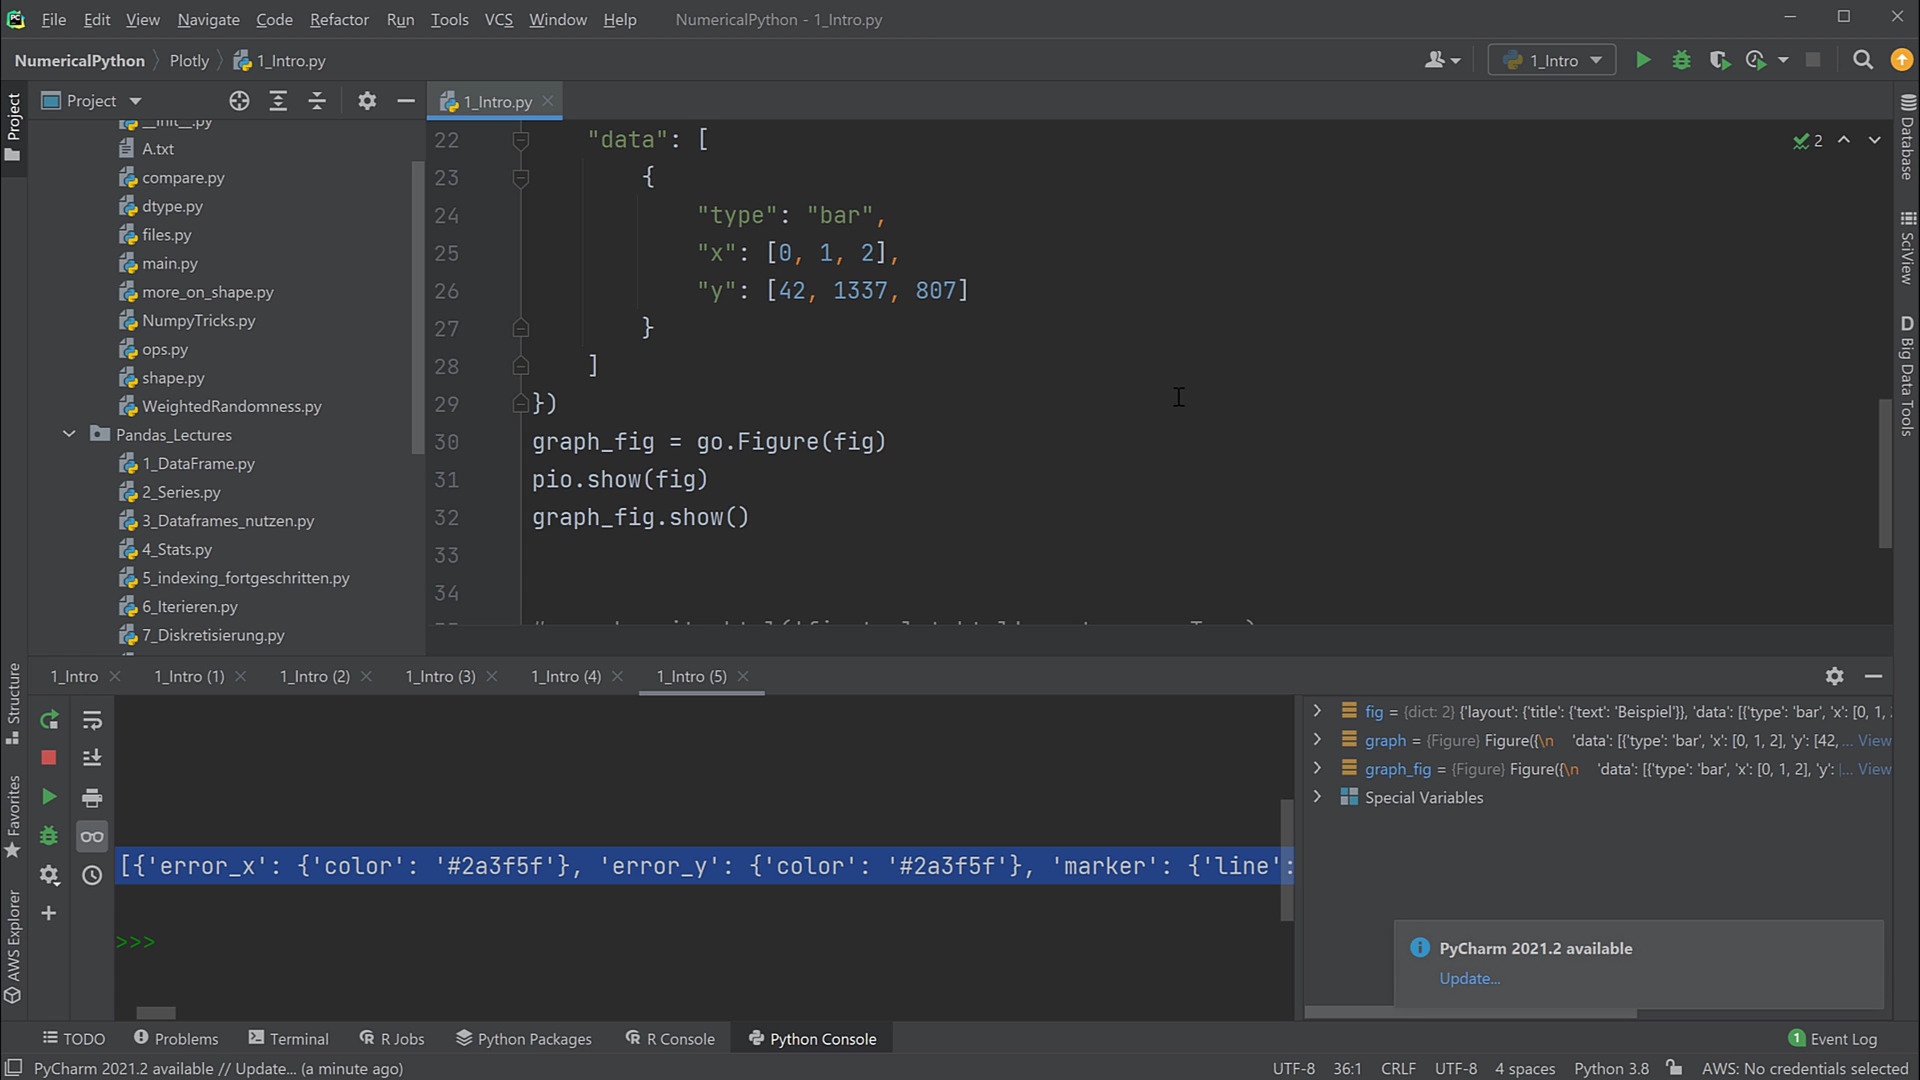 File Edit View Navigate Code Refactor Run Tools VCS Window Help NumericalPython - 1_Intro.py
NumericalPython Plotly 1_Intro.py 1_Intro
Project
1_Intro.py
Project
__init__.py
A.txt
compare.py
dtype.py
files.py
main.py
more_on_shape.py
NumpyTricks.py
ops.py
shape.py
WeightedRandomness.py
Pandas_Lectures
1_DataFrame.py
2_Series.py
3_Dataframes_nutzen.py
4_Stats.py
5_indexing_fortgeschritten.py
6_Iterieren.py
7_Diskretisierung.py
22 "data": [
23 {
24 "type": "bar",
25 "x": [0, 1, 2],
26 "y": [42, 1337, 807]
27 }
28 ]
29 })
30 graph_fig = go.Figure(fig)
31 pio.show(fig)
32 graph_fig.show()
33
34
2
Database
SciView
D Big Data Tools
Structure
Favorites
AWS Explorer
1_Intro 1_Intro (1) 1_Intro (2) 1_Intro (3) 1_Intro (4) 1_Intro (5)
[{'error_x': {'color': '#2a3f5f'}, 'error_y': {'color': '#2a3f5f'}, 'marker': {'line':
>>>
fig = {dict: 2} {'layout': {'title': {'text': 'Beispiel'}}, 'data': [{'type': 'bar', 'x': [0, 1,
graph = {Figure} Figure({\n 'data': [{'type': 'bar', 'x': [0, 1, 2], 'y': [42, ... View
graph_fig = {Figure} Figure({\n 'data': [{'type': 'bar', 'x': [0, 1, 2], 'y': [... View
Special Variables
PyCharm 2021.2 available
Update...
TODO Problems Terminal R Jobs Python Packages R Console Python Console 1 Event Log
PyCharm 2021.2 available // Update... (a minute ago) UTF-8 36:1 CRLF UTF-8 4 spaces Python 3.8 AWS: No credentials selected